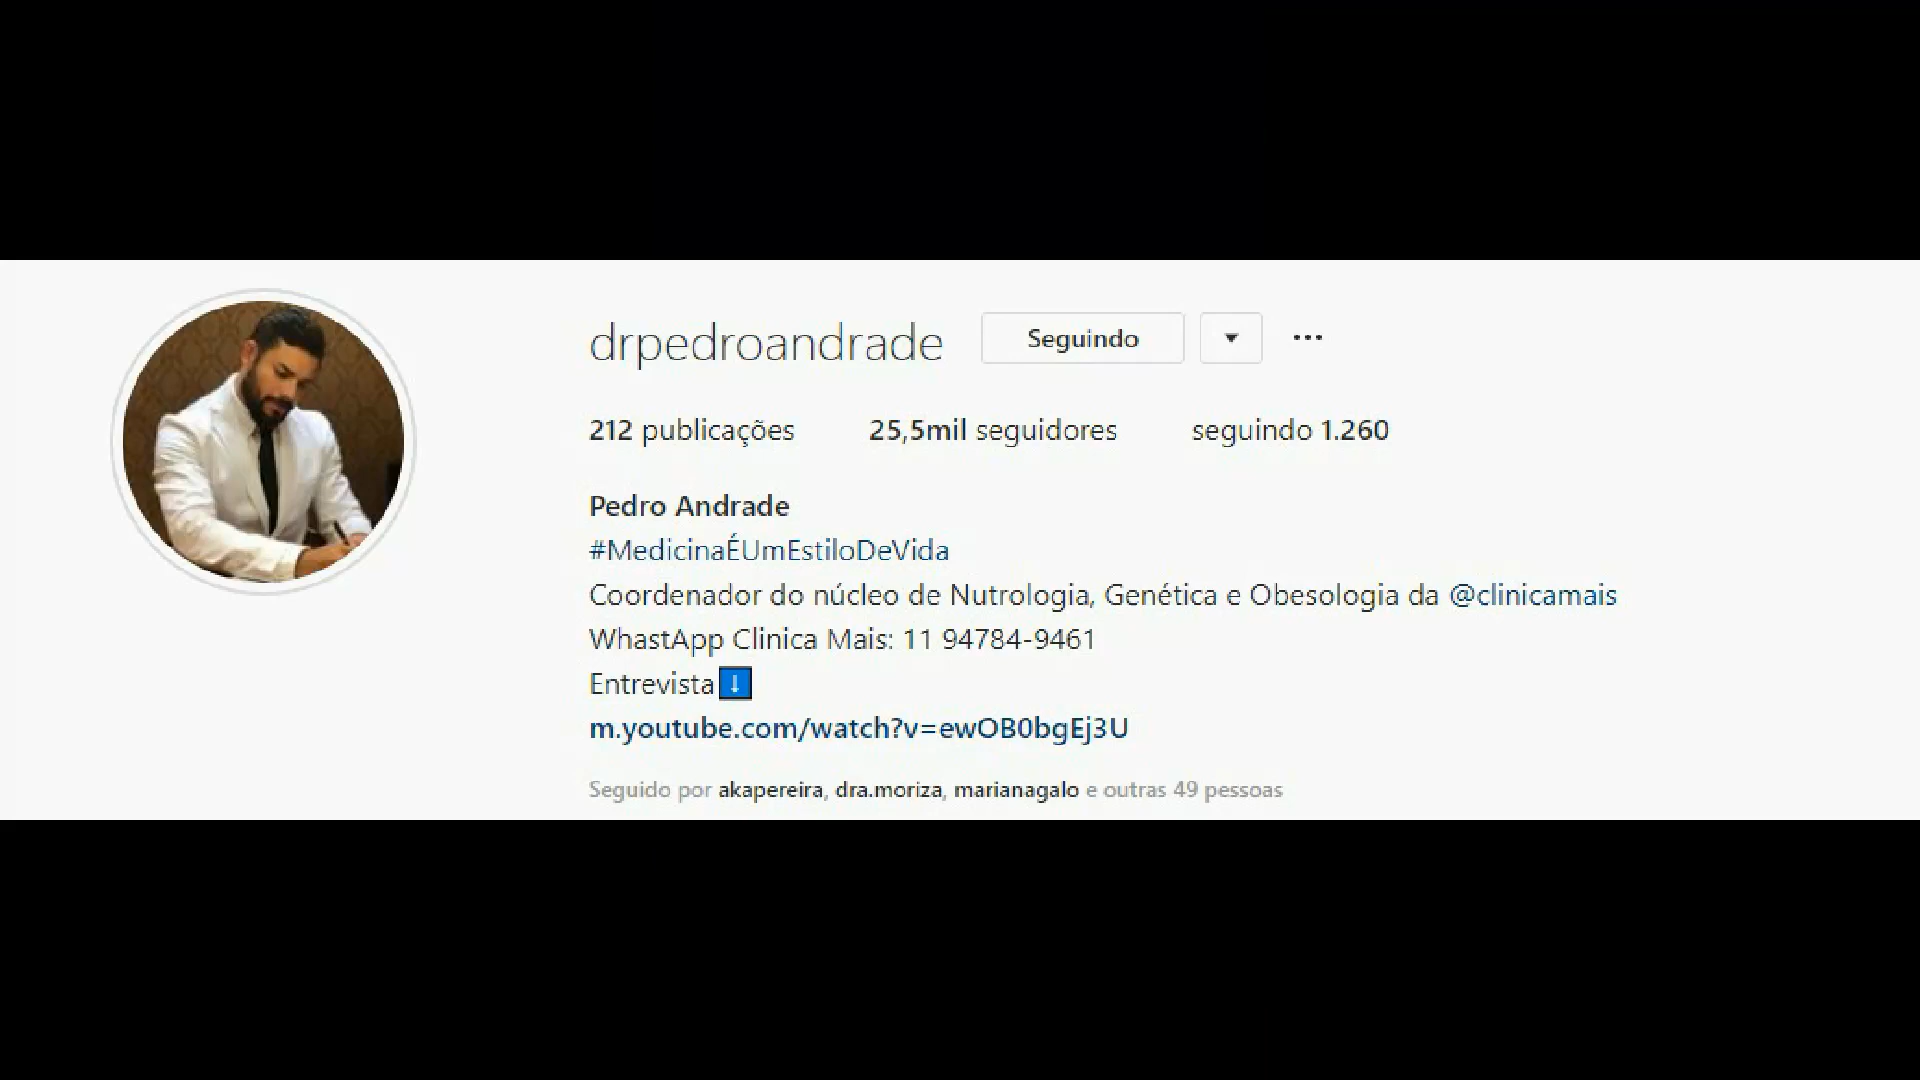 drpedroandrade Seguindo
212 publicações 25,5mil seguidores seguindo 1.260
Pedro Andrade
#MedicinaÉUmEstiloDeVida
Coordenador do núcleo de Nutrologia, Genética e Obesologia da @clinicamais
WhastApp Clinica Mais: 11 94784-9461
Entrevista⬇️
m.youtube.com/watch?v=ewOB0bgEj3U
Seguido por akapereira, dra.moriza, marianagalo e outras 49 pessoas